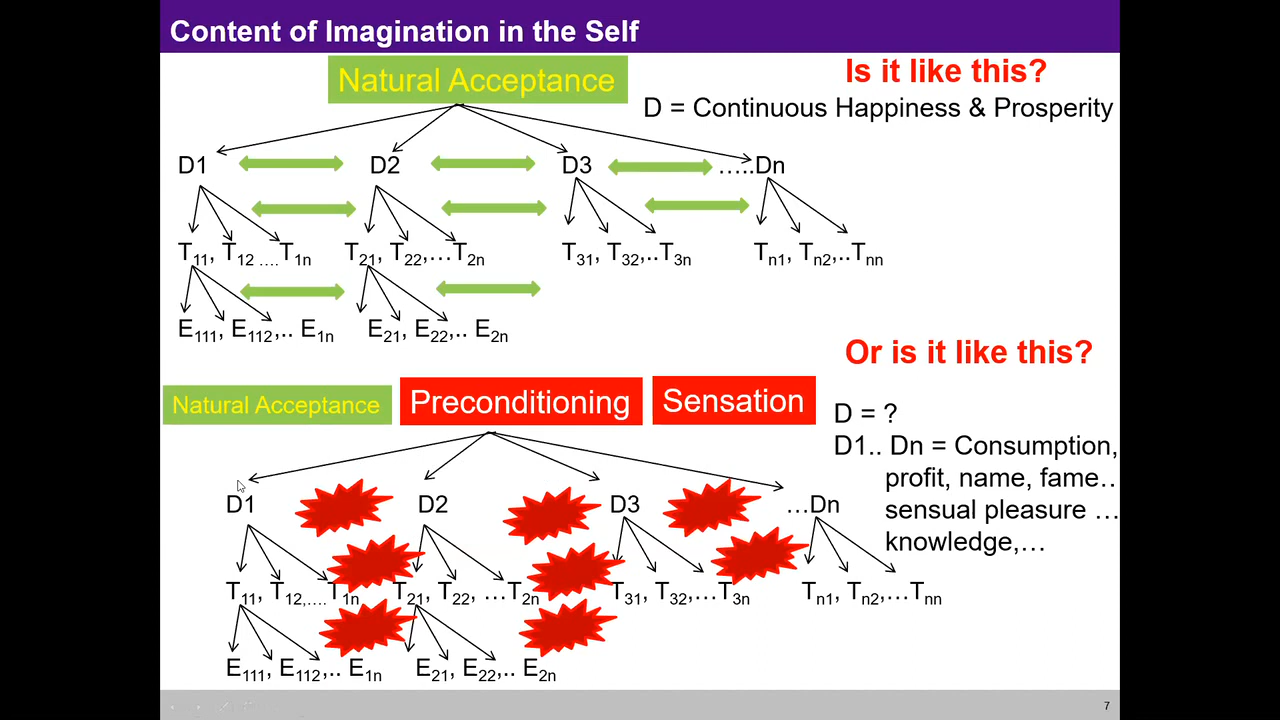 Content of Imagination in the Self
Natural Acceptance
Is it like this?
D = Continuous Happiness & Prosperity
D1 D2 D3 …..Dn
T11, T12 ….T1n T21, T22,…T2n T31, T32,..T3n Tn1, Tn2,..Tnn
E111, E112,.. E1n E21, E22,.. E2n
Or is it like this?
Natural Acceptance Preconditioning Sensation
D = ?
D1.. Dn = Consumption,
profit, name, fame…
sensual pleasure …
knowledge,…
D1 D2 D3 …Dn
T11, T12,….T1n T21, T22, …T2n T31, T32,…T3n Tn1, Tn2,…Tnn
E111, E112,.. E1n E21, E22,.. E2n
7